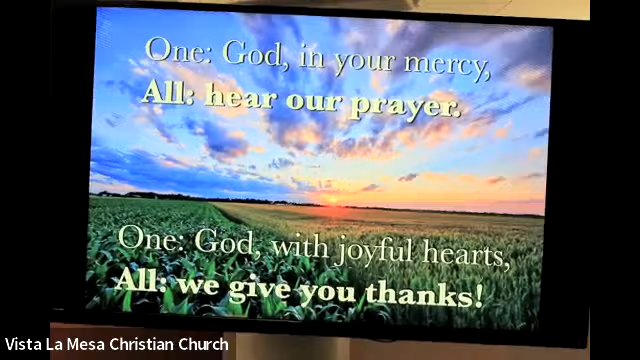 One: God, in your mercy,
All: hear our prayer.
One: God, with joyful hearts,
All: we give you thanks!
Vista La Mesa Christian Church